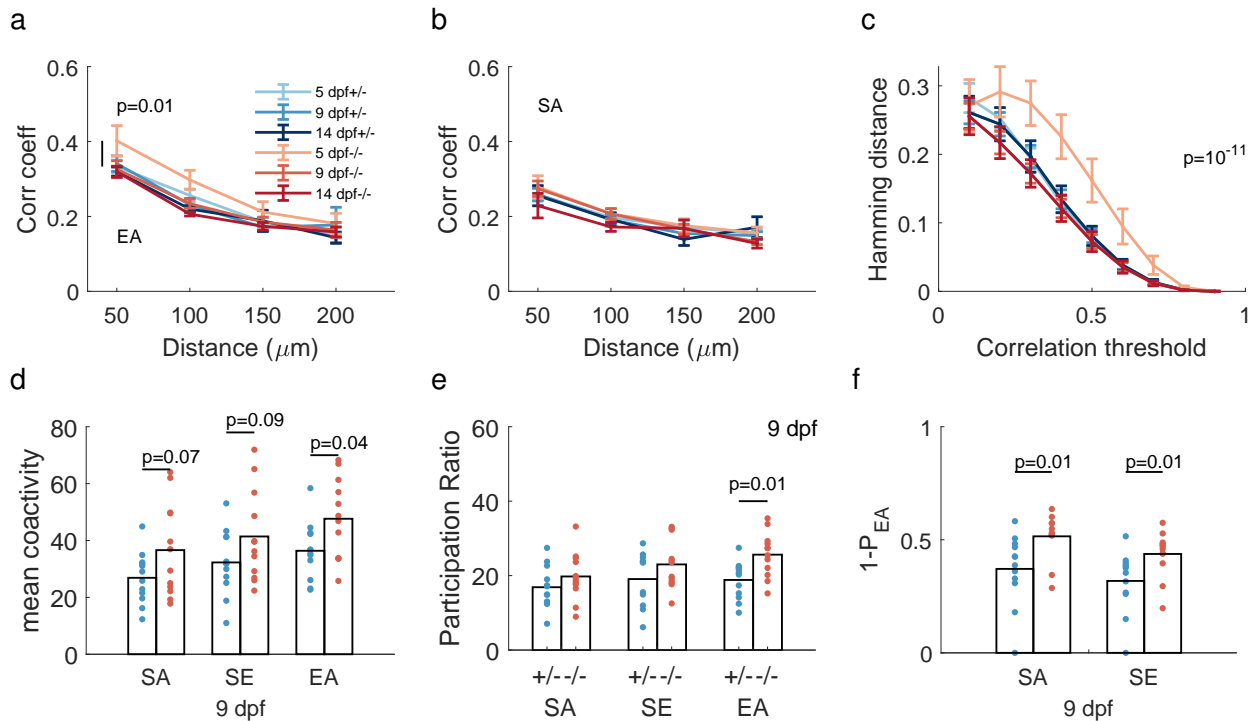 a
0.6
0.4
0.2
0
Corr coeff
p=0.01
EA
5 dpf+/-
9 dpf+/-
14 dpf+/-
5 dpf-/-
9 dpf-/-
14 dpf-/-
50 100 150 200
Distance (μm)
b
0.6
0.4
0.2
0
Corr coeff
SA
50 100 150 200
Distance (μm)
c
0.3
0.2
0.1
0
Hamming distance
p=10⁻¹¹
0 0.5 1
Correlation threshold
d
80
60
40
20
0
mean coactivity
p=0.07
p=0.09
p=0.04
SA SE EA
9 dpf
e
60
40
20
0
Participation Ratio
9 dpf
p=0.01
+/--/- +/--/- +/--/-
SA SE EA
f
1
0.5
0
1-P_EA
p=0.01 p=0.01
SA SE
9 dpf